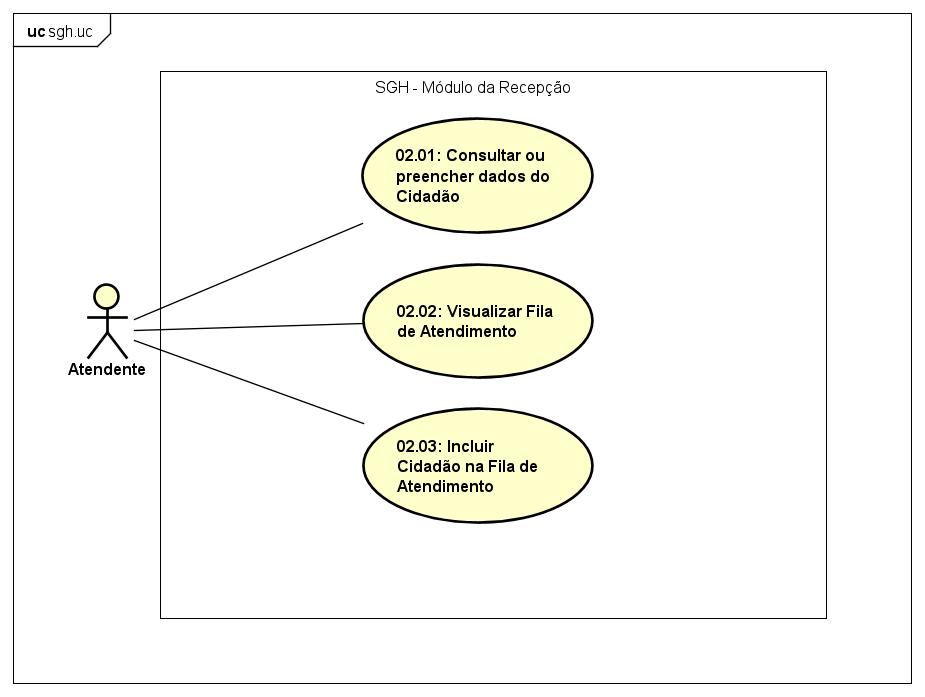 uc sgh.uc
SGH - Módulo da Recepção
02.01: Consultar ou
preencher dados do
Cidadão
02.02: Visualizar Fila
de Atendimento
Atendente
02.03: Incluir
Cidadão na Fila de
Atendimento